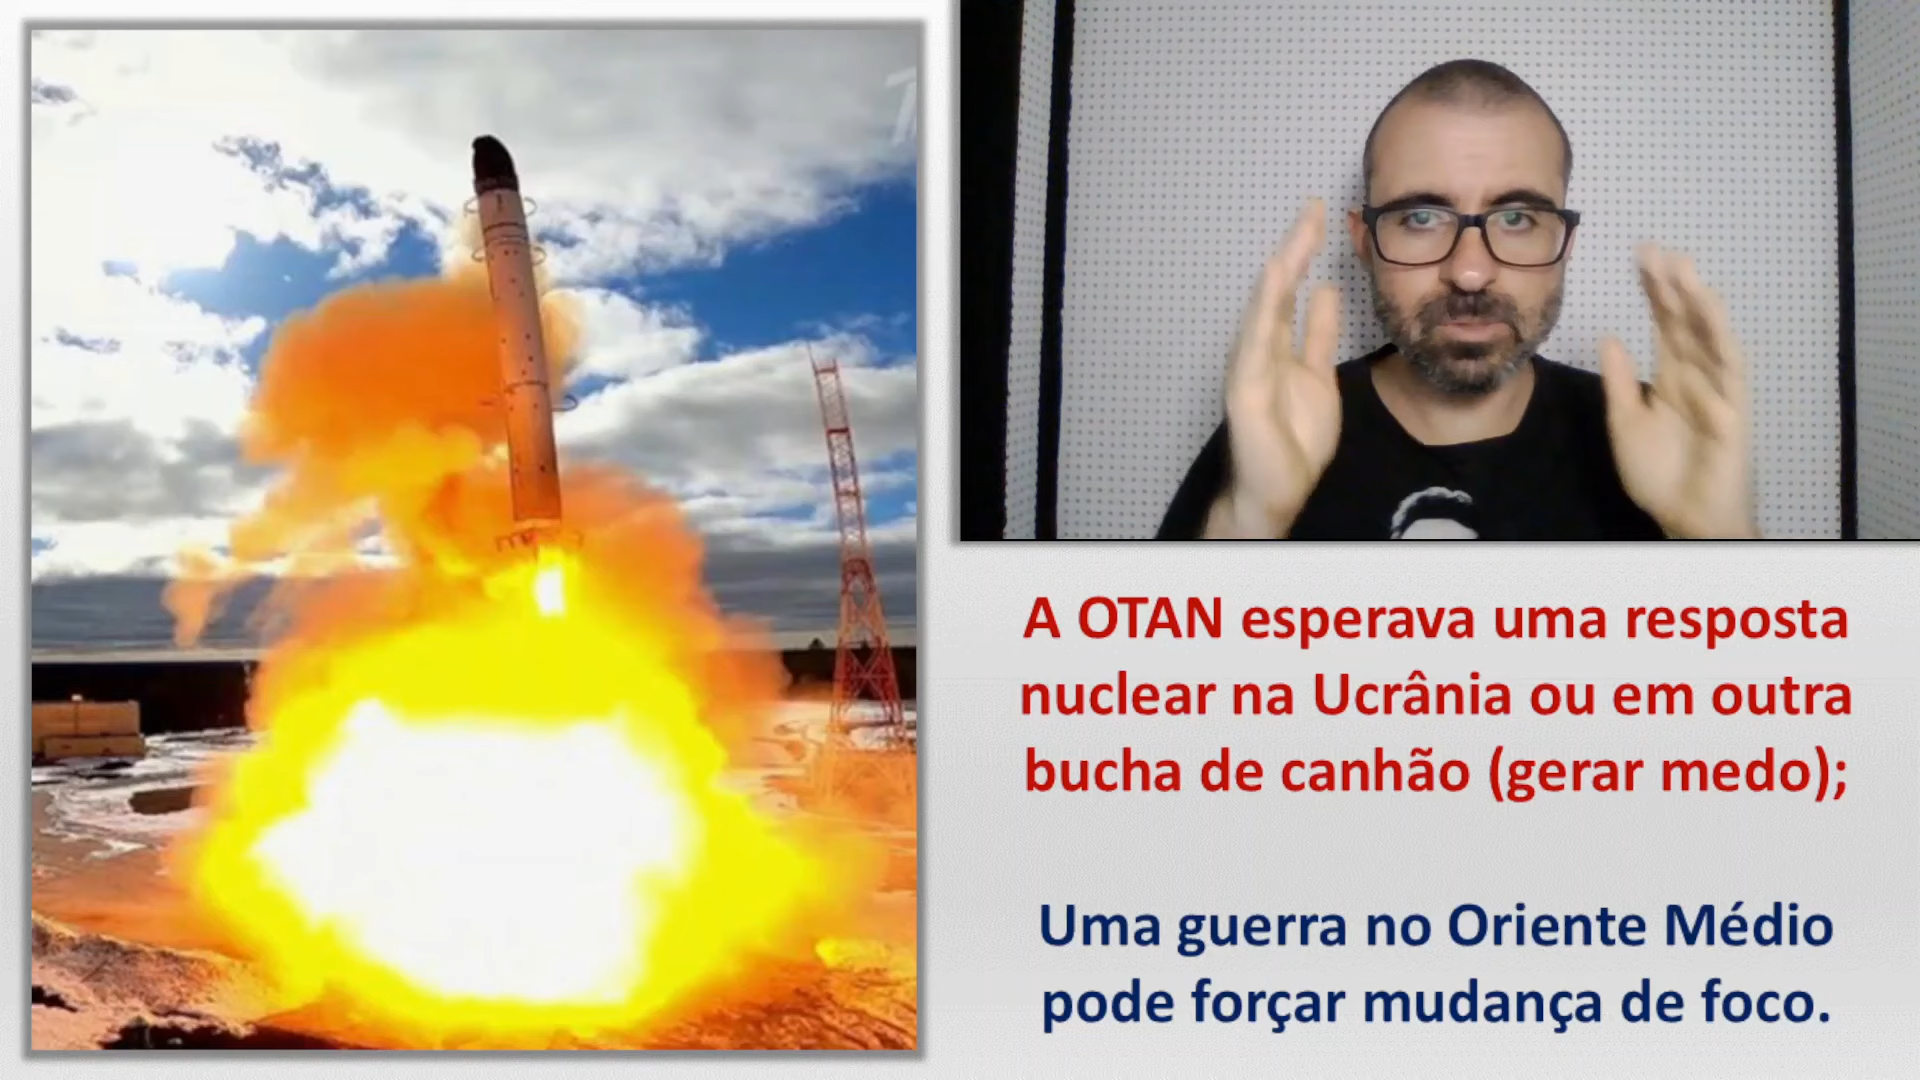 A OTAN esperava uma resposta
nuclear na Ucrânia ou em outra
bucha de canhão (gerar medo);
Uma guerra no Oriente Médio
pode forçar mudança de foco.